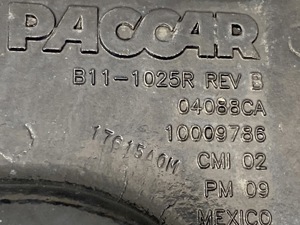 PACCAR
B11-1025R REV B
04088CA
10009786
1761540M
CMI 02
PM 09
MEXICO